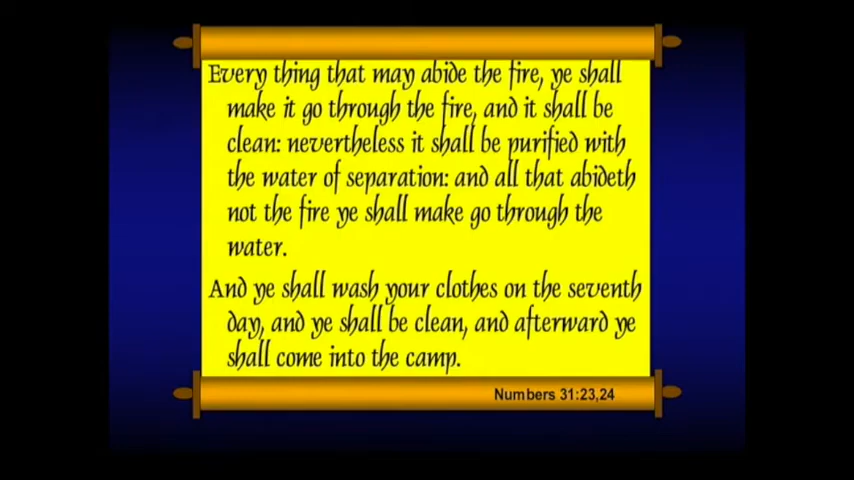 Every thing that may abide the fire, ye shall
make it go through the fire, and it shall be
clean: nevertheless it shall be purified with
the water of separation: and all that abideth
not the fire ye shall make go through the
water.
And ye shall wash your clothes on the seventh
day, and ye shall be clean, and afterward ye
shall come into the camp.
Numbers 31:23,24